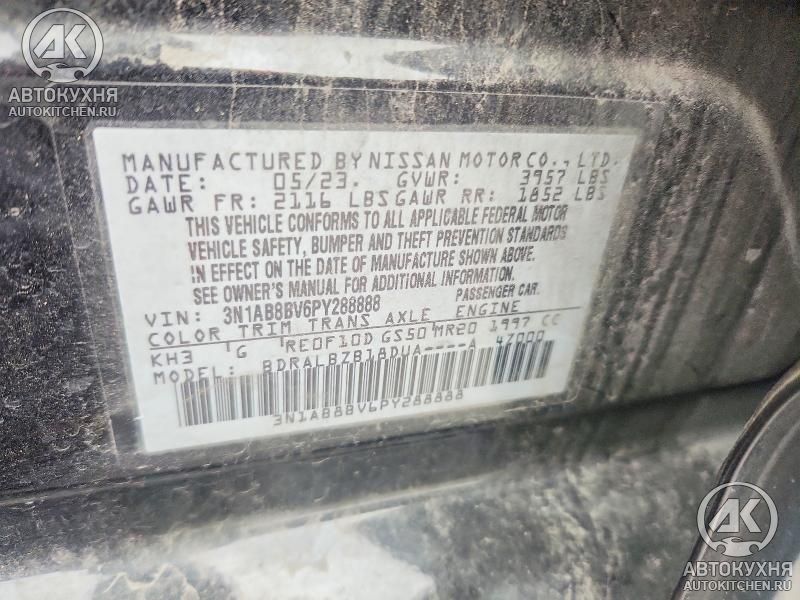 АК
АВТОКУХНЯ
AUTOKITCHEN.RU
MANUFACTURED BY NISSAN MOTOR CO., LTD.
DATE: 05/23. GVWR: 3957 LBS
GAWR FR: 2116 LBS GAWR RR: 1852 LBS
THIS VEHICLE CONFORMS TO ALL APPLICABLE FEDERAL MOTOR
VEHICLE SAFETY, BUMPER AND THEFT PREVENTION STANDARDS
IN EFFECT ON THE DATE OF MANUFACTURE SHOWN ABOVE.
SEE OWNER'S MANUAL FOR ADDITIONAL INFORMATION.
VIN: 3N1AB8BV6PY288888 PASSENGER CAR.
COLOR TRIM TRANS AXLE ENGINE
KH3 G RE0F10D GS50 MR20 1997 CC
MODEL: BDRALBZB18DUA----A 4Z000
3N1AB8BV6PY288888
АК
АВТОКУХНЯ
AUTOKITCHEN.RU